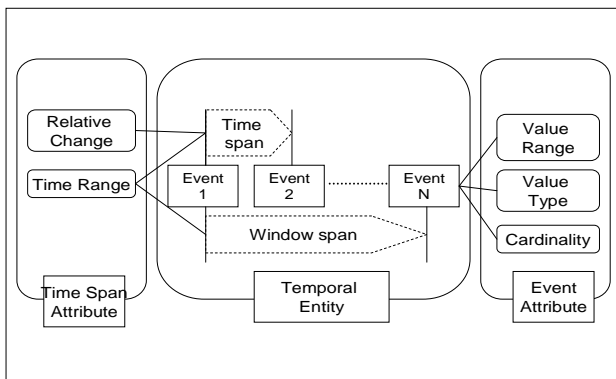 Relative
Change
Time Range
Time Span
Attribute
Time
span
Event
1
Event
2
Event
N
Window span
Temporal
Entity
Value
Range
Value
Type
Cardinality
Event
Attribute